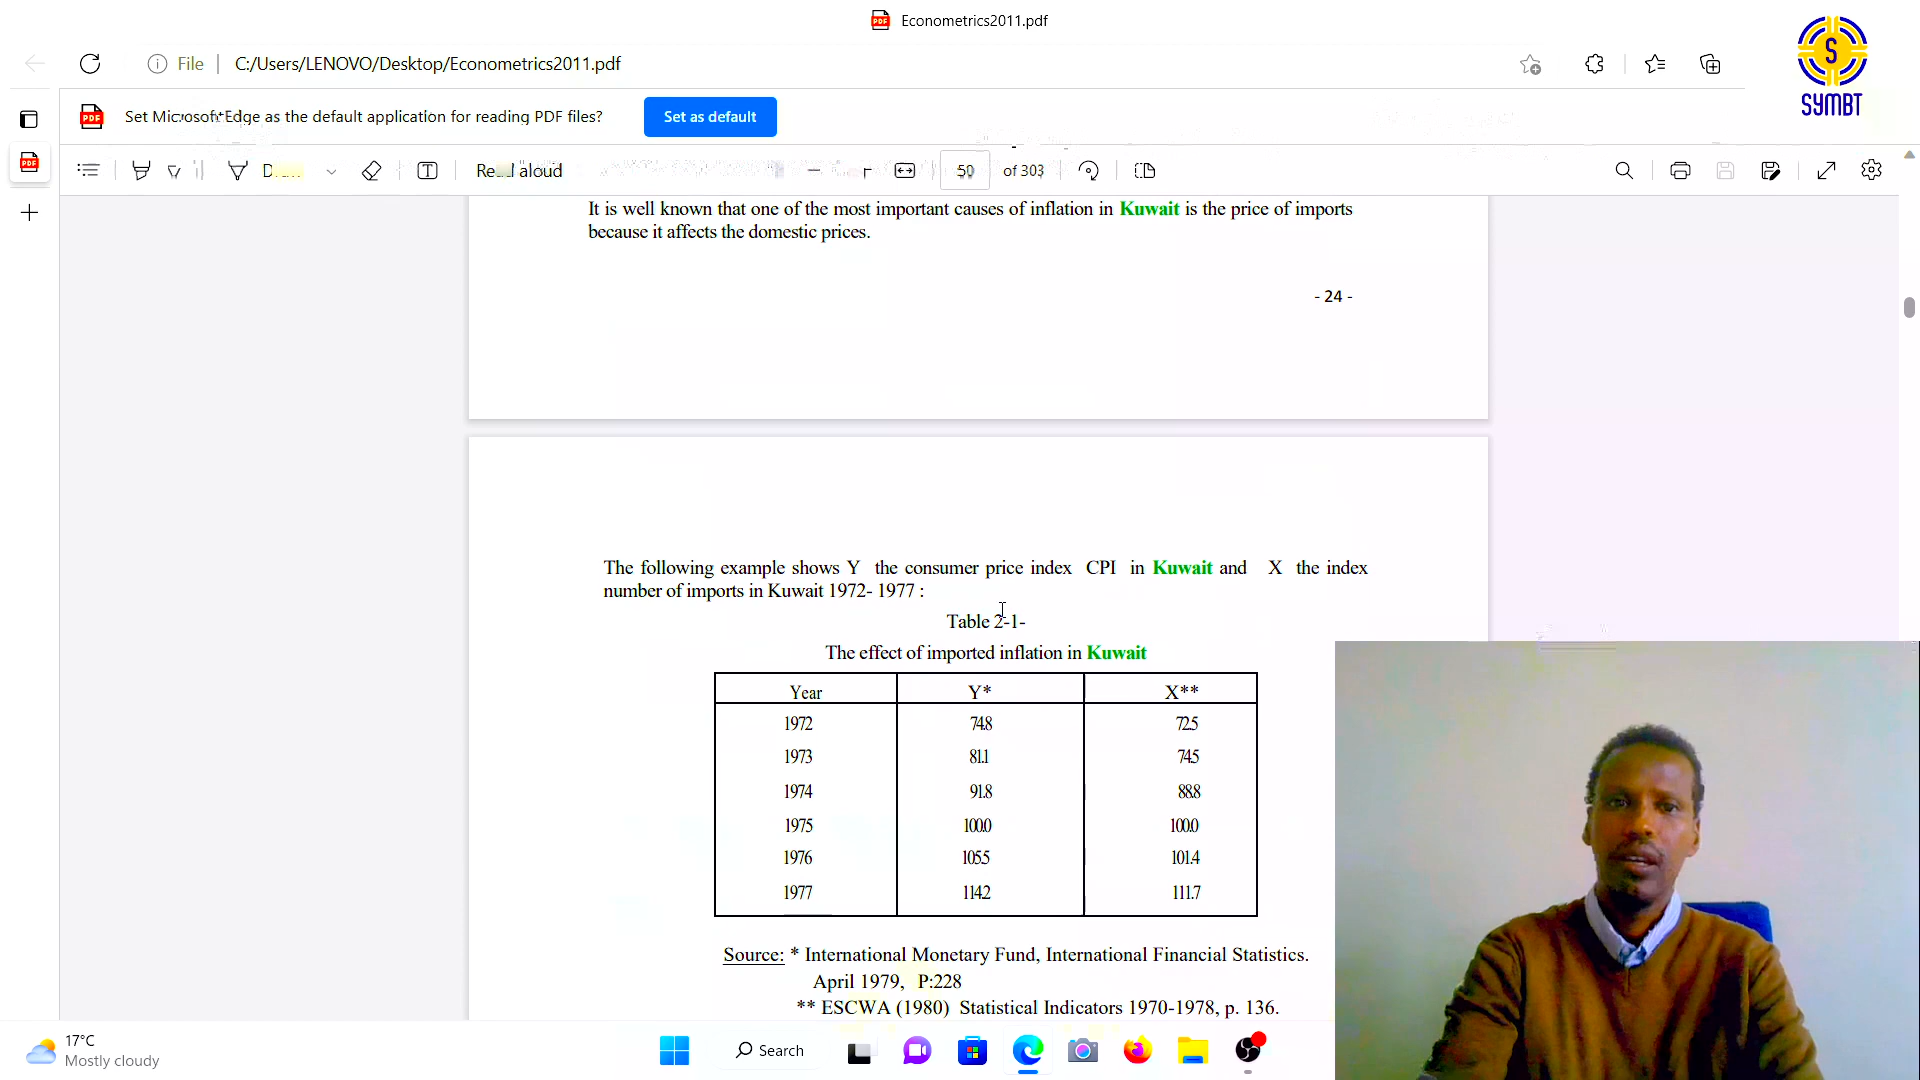 Econometrics2011.pdf
File
C:/Users/LENOVO/Desktop/Econometrics2011.pdf
SYMBT
Set Microsoft Edge as the default application for reading PDF files?
Set as default
Read aloud
50 of 303
It is well known that one of the most important causes of inflation in Kuwait is the price of imports
because it affects the domestic prices.
- 24 -
The following example shows Y the consumer price index CPI in Kuwait and X the index
number of imports in Kuwait 1972- 1977 :
Table 2-1-
The effect of imported inflation in Kuwait
Year Y* X**
1972 74.8 72.5
1973 81.1 74.5
1974 91.8 88.8
1975 100.0 100.0
1976 105.5 101.4
1977 114.2 111.7
Source: * International Monetary Fund, International Financial Statistics.
April 1979, P:228
** ESCWA (1980) Statistical Indicators 1970-1978, p. 136.
17°C
Mostly cloudy
Search